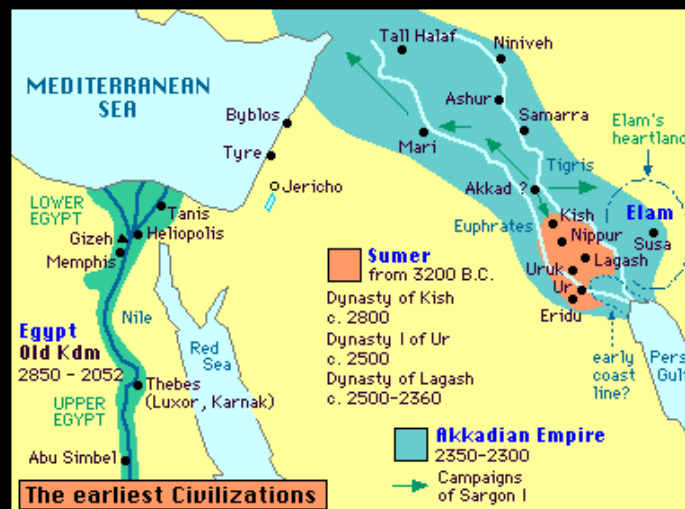 Tall Halaf
Niniveh
MEDITERRANEAN
SEA
Ashur
Samarra
Elam's
heartland
Byblos
Mari
Tyre
Tigris
Jericho
Akkad ?
LOWER
EGYPT
Tanis
Euphrates
Kish
Elam
Gizeh
Heliopolis
Nippur
Susa
Memphis
Sumer
Lagash
from 3200 B.C.
Uruk
Ur
Dynasty of Kish
c. 2800
Eridu
Nile
Egypt
Old Kdm
2850 - 2052
Red
Sea
Dynasty I of Ur
c. 2500
early
coast
line?
Pers
Gulf
Thebes
(Luxor, Karnak)
Dynasty of Lagash
c. 2500-2360
UPPER
EGYPT
Akkadian Empire
2350-2300
Abu Simbel
Campaigns
of Sargon I
The earliest Civilizations